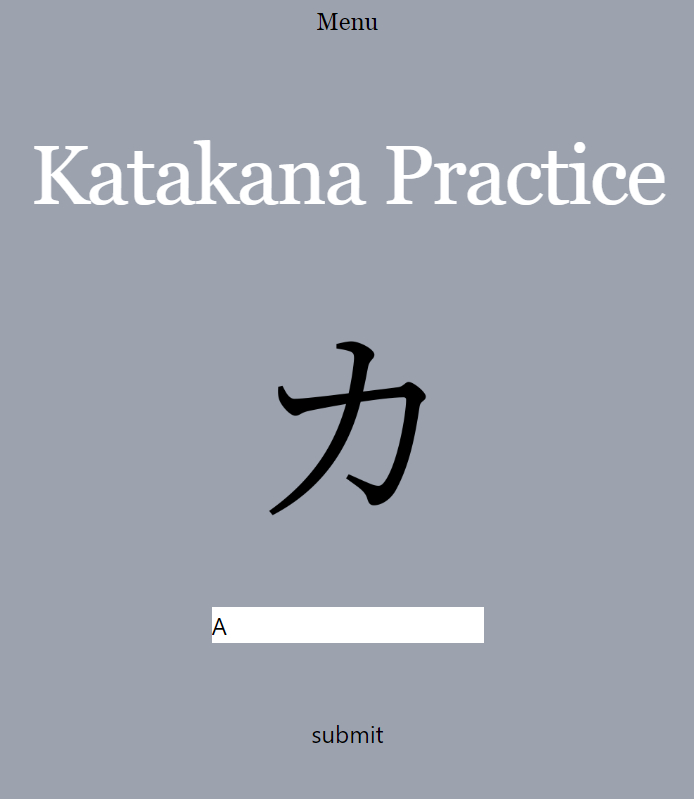 Menu
Katakana Practice
カ
A
submit